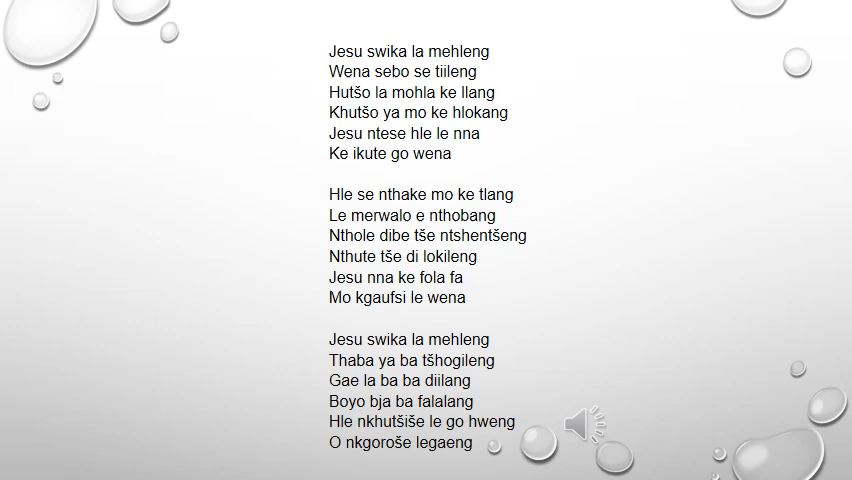 Jesu swika la mehleng
Wena sebo se tiileng
Hutšo la mohla ke llang
Khutšo ya mo ke hlokang
Jesu ntese hle le nna
Ke ikute go wena
Hle se nthake mo ke tlang
Le merwalo e nthobang
Nthole dibe tše ntshentšeng
Nthute tše di lokileng
Jesu nna ke fola fa
Mo kgaufsi le wena
Jesu swika la mehleng
Thaba ya ba tšhogileng
Gae la ba ba diilang
Boyo bja ba falalang
Hle nkhutšiše le go hweng
O nkgoroše legaeng